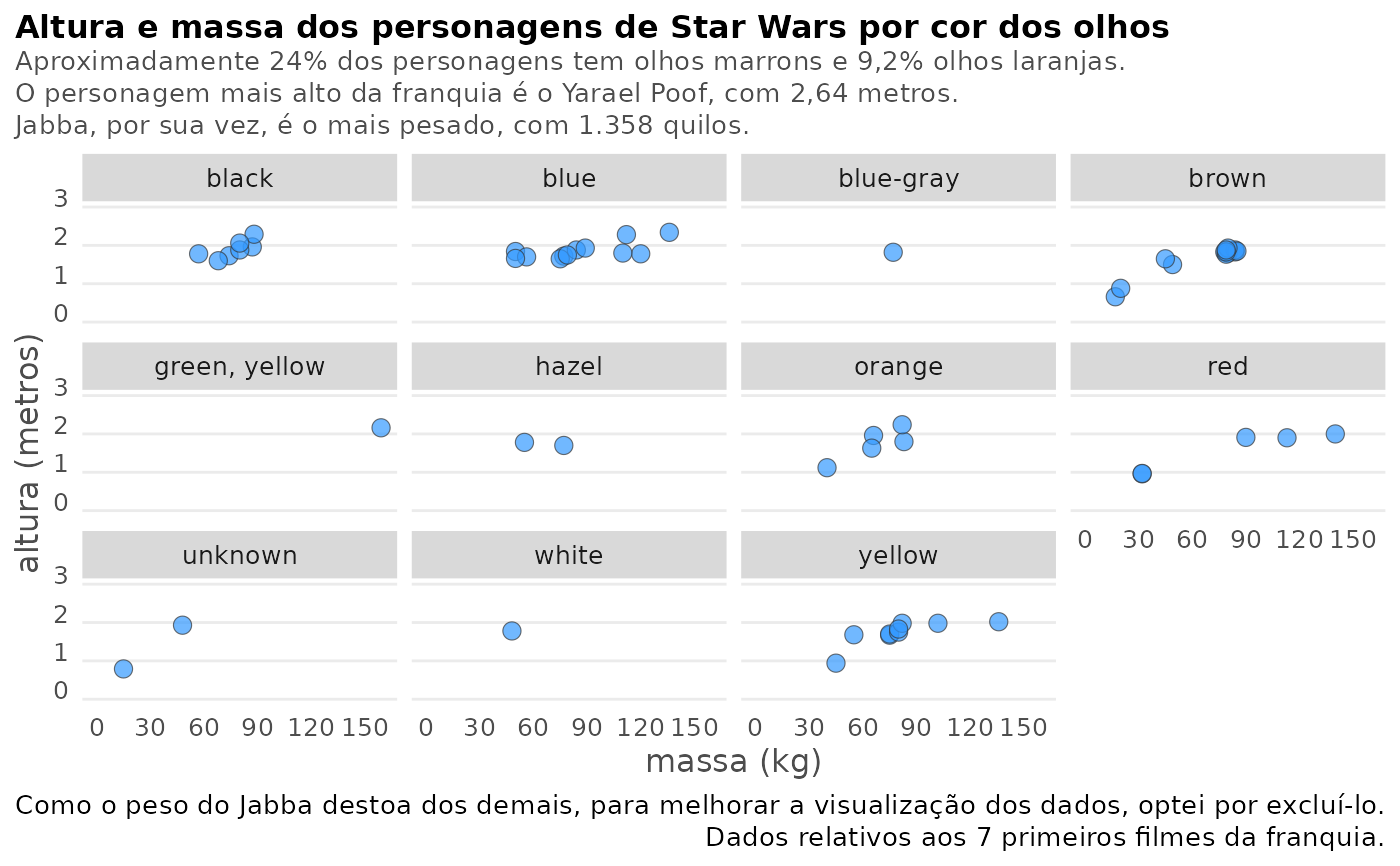 Altura e massa dos personagens de Star Wars por cor dos olhos
Aproximadamente 24% dos personagens tem olhos marrons e 9,2% olhos laranjas.
O personagem mais alto da franquia é o Yarael Poof, com 2,64 metros.
Jabba, por sua vez, é o mais pesado, com 1.358 quilos.
black blue blue-gray brown
3
2
1
0
green, yellow hazel orange red
3
2
1
0
0 30 60 90 120 150
unknown white yellow
3
2
1
0
0 30 60 90 120 150 0 30 60 90 120 150 0 30 60 90 120 150
altura (metros)
massa (kg)
Como o peso do Jabba destoa dos demais, para melhorar a visualização dos dados, optei por excluí-lo.
Dados relativos aos 7 primeiros filmes da franquia.